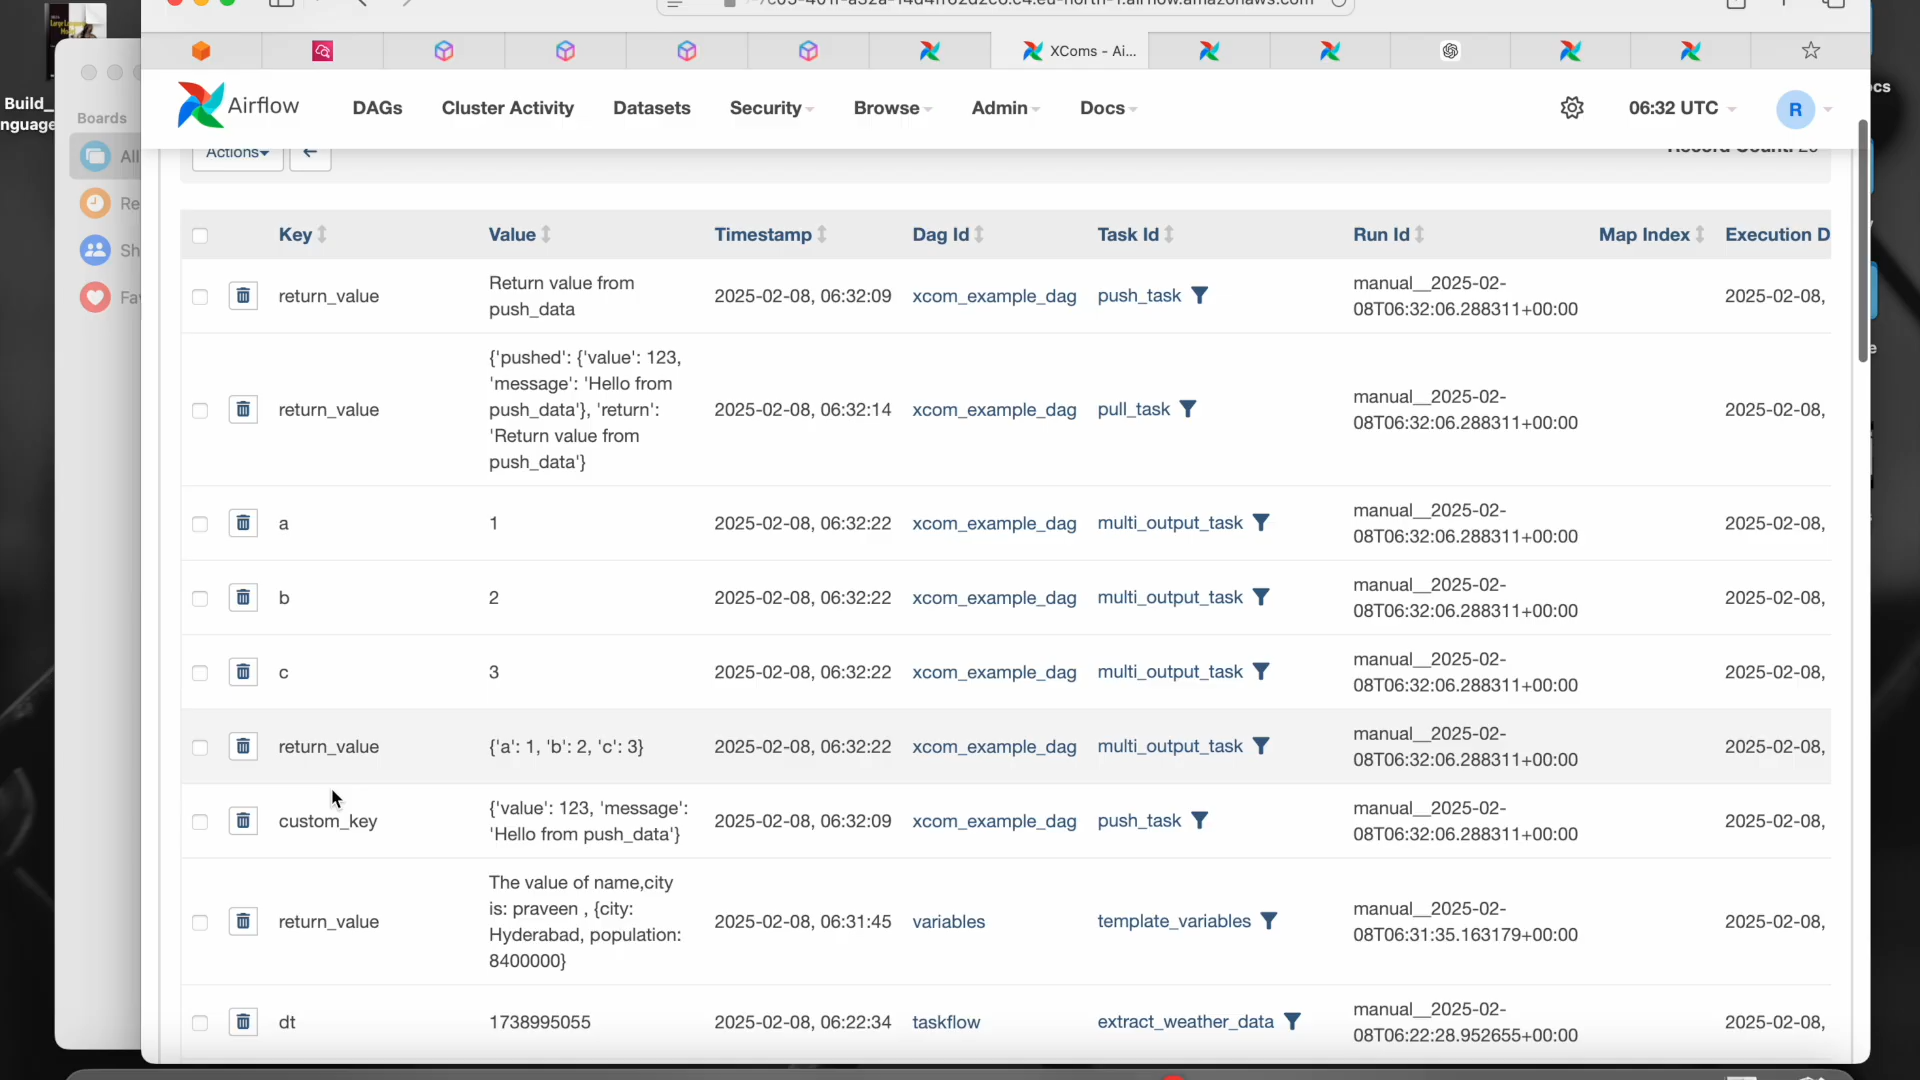 Build_
nguage
Boards
All
Re
Sh
Fa
XComs - Ai...
Airflow
DAGs
Cluster Activity
Datasets
Security
Browse
Admin
Docs
06:32 UTC
R
Actions
Key
Value
Timestamp
Dag Id
Task Id
Run Id
Map Index
Execution D
return_value
Return value from
push_data
2025-02-08, 06:32:09
xcom_example_dag
push_task
manual__2025-02-
08T06:32:06.288311+00:00
2025-02-08,
return_value
{'pushed': {'value': 123,
'message': 'Hello from
push_data'}, 'return':
'Return value from
push_data'}
2025-02-08, 06:32:14
xcom_example_dag
pull_task
manual__2025-02-
08T06:32:06.288311+00:00
2025-02-08,
a
1
2025-02-08, 06:32:22
xcom_example_dag
multi_output_task
manual__2025-02-
08T06:32:06.288311+00:00
2025-02-08,
b
2
2025-02-08, 06:32:22
xcom_example_dag
multi_output_task
manual__2025-02-
08T06:32:06.288311+00:00
2025-02-08,
c
3
2025-02-08, 06:32:22
xcom_example_dag
multi_output_task
manual__2025-02-
08T06:32:06.288311+00:00
2025-02-08,
return_value
{'a': 1, 'b': 2, 'c': 3}
2025-02-08, 06:32:22
xcom_example_dag
multi_output_task
manual__2025-02-
08T06:32:06.288311+00:00
2025-02-08,
custom_key
{'value': 123, 'message':
'Hello from push_data'}
2025-02-08, 06:32:09
xcom_example_dag
push_task
manual__2025-02-
08T06:32:06.288311+00:00
2025-02-08,
return_value
The value of name,city
is: praveen , {city:
Hyderabad, population:
8400000}
2025-02-08, 06:31:45
variables
template_variables
manual__2025-02-
08T06:31:35.163179+00:00
2025-02-08,
dt
1738995055
2025-02-08, 06:22:34
taskflow
extract_weather_data
manual__2025-02-
08T06:22:28.952655+00:00
2025-02-08,